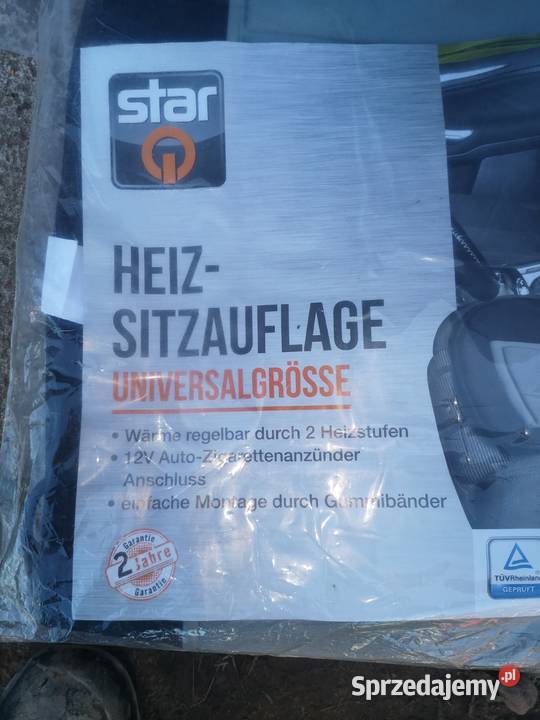 star
Q
HEIZ-
SITZAUFLAGE
UNIVERSALGRÖSSE
• Wärme regelbar durch 2 Heizstufen
• 12V Auto-Zigarettenanzünder
Anschluss
• einfache Montage durch Gummibänder
Garantie
2 Jahre
Garantie
TÜVRheinland
GEPRÜFT
Sprzedajemy.pl